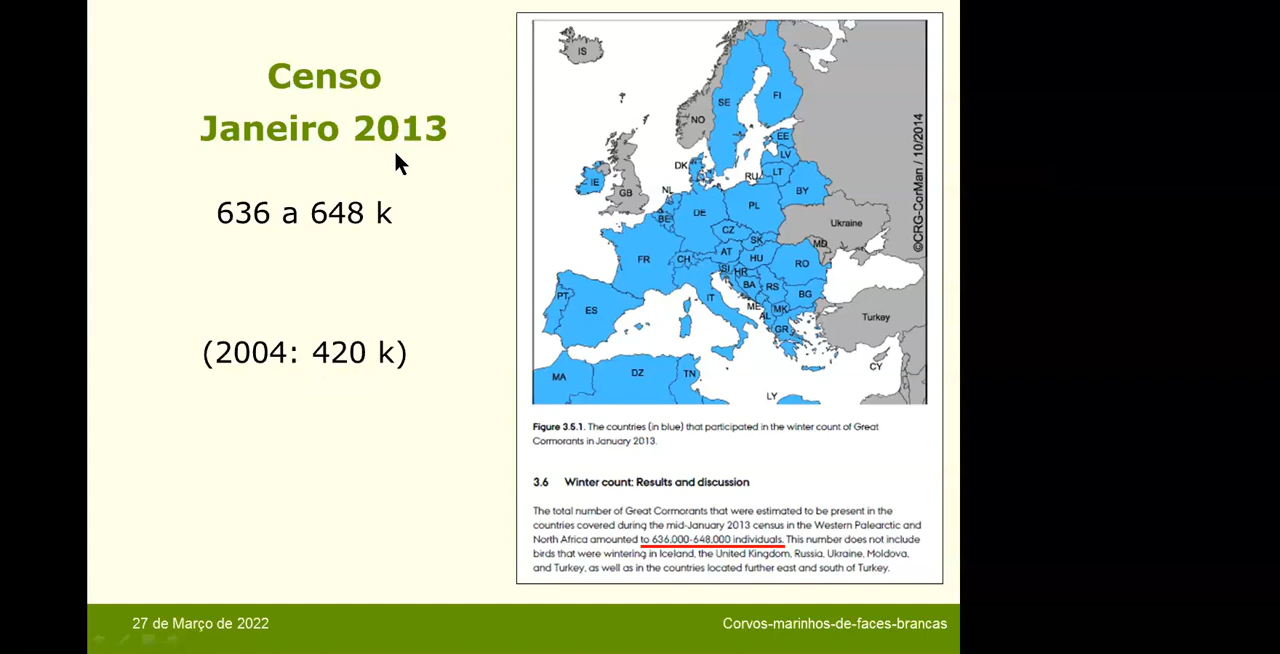 Censo
Janeiro 2013
636 a 648 k
(2004: 420 k)
IS
FI
SE
NO
EE
LV
DK
LT
RU
IE
BY
GB
NL
PL
DE
BE
Ukraine
CZ
SK
MD
AT
FR
CH
HU
RO
SI
HR
BA
RS
BG
PT
IT
ES
ME
MK
AL
Turkey
GR
CY
MA
DZ
TN
LY
©CRG-CorMan / 10/2014
Figure 3.5.1. The countries (in blue) that participated in the winter count of Great
Cormorants in January 2013.
3.6 Winter count: Results and discussion
The total number of Great Cormorants that were estimated to be present in the
countries covered during the mid-January 2013 census in the Western Palearctic and
North Africa amounted to 636,000-648,000 individuals. This number does not include
birds that were wintering in Iceland, the United Kingdom, Russia, Ukraine, Moldova,
and Turkey, as well as in the countries located further east and south of Turkey.
27 de Março de 2022
Corvos-marinhos-de-faces-brancas